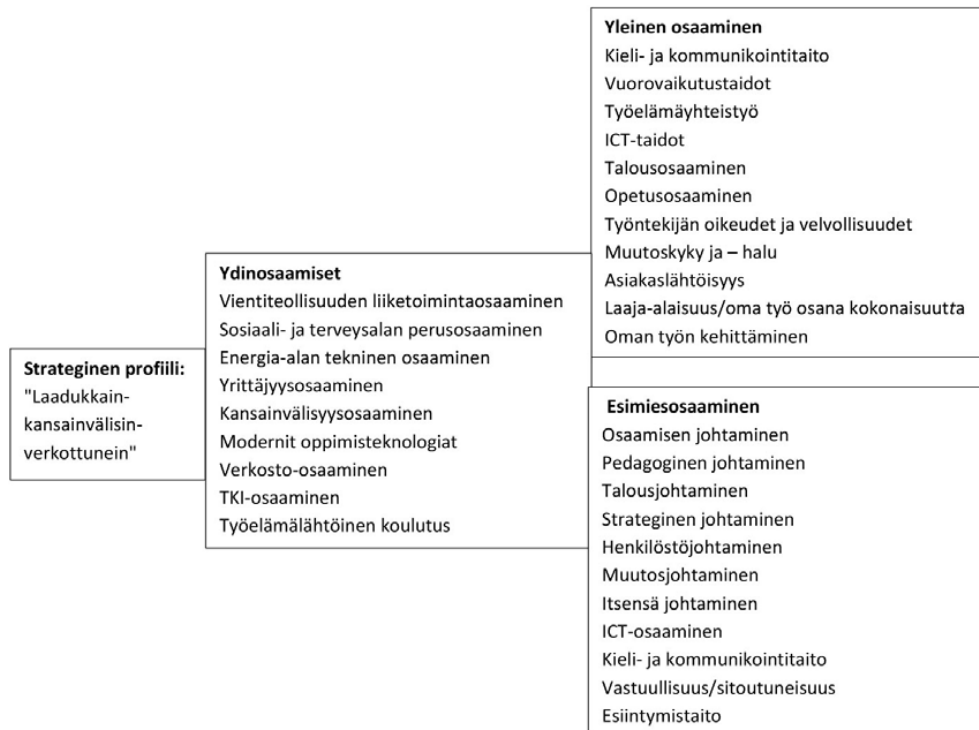 Strateginen profiili:
"Laadukkain-
kansainvälisin-
verkottunein"
Ydinosaamiset
Vientiteollisuuden liiketoimintaosaaminen
Sosiaali- ja terveysalan perusosaaminen
Energia-alan tekninen osaaminen
Yrittäjyysosaaminen
Kansainvälisyysosaaminen
Modernit oppimisteknologiat
Verkosto-osaaminen
TKI-osaaminen
Työelämälähtöinen koulutus
Yleinen osaaminen
Kieli- ja kommunikointitaito
Vuorovaikutustaidot
Työelämäyhteistyö
ICT-taidot
Talousosaaminen
Opetusosaaminen
Työntekijän oikeudet ja velvollisuudet
Muutoskyky ja – halu
Asiakaslähtöisyys
Laaja-alaisuus/oma työ osana kokonaisuutta
Oman työn kehittäminen
Esimiesosaaminen
Osaamisen johtaminen
Pedagoginen johtaminen
Talousjohtaminen
Strateginen johtaminen
Henkilöstöjohtaminen
Muutosjohtaminen
Itsensä johtaminen
ICT-osaaminen
Kieli- ja kommunikointitaito
Vastuullisuus/sitoutuneisuus
Esiintymistaito